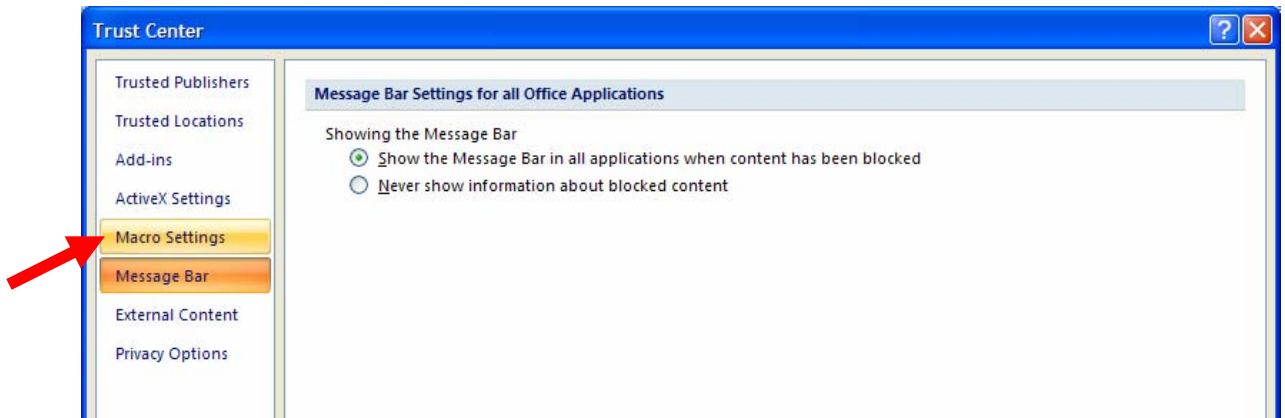 Trust Center
Trusted Publishers
Trusted Locations
Add-ins
ActiveX Settings
Macro Settings
Message Bar
External Content
Privacy Options
Message Bar Settings for all Office Applications
Showing the Message Bar
Show the Message Bar in all applications when content has been blocked
Never show information about blocked content